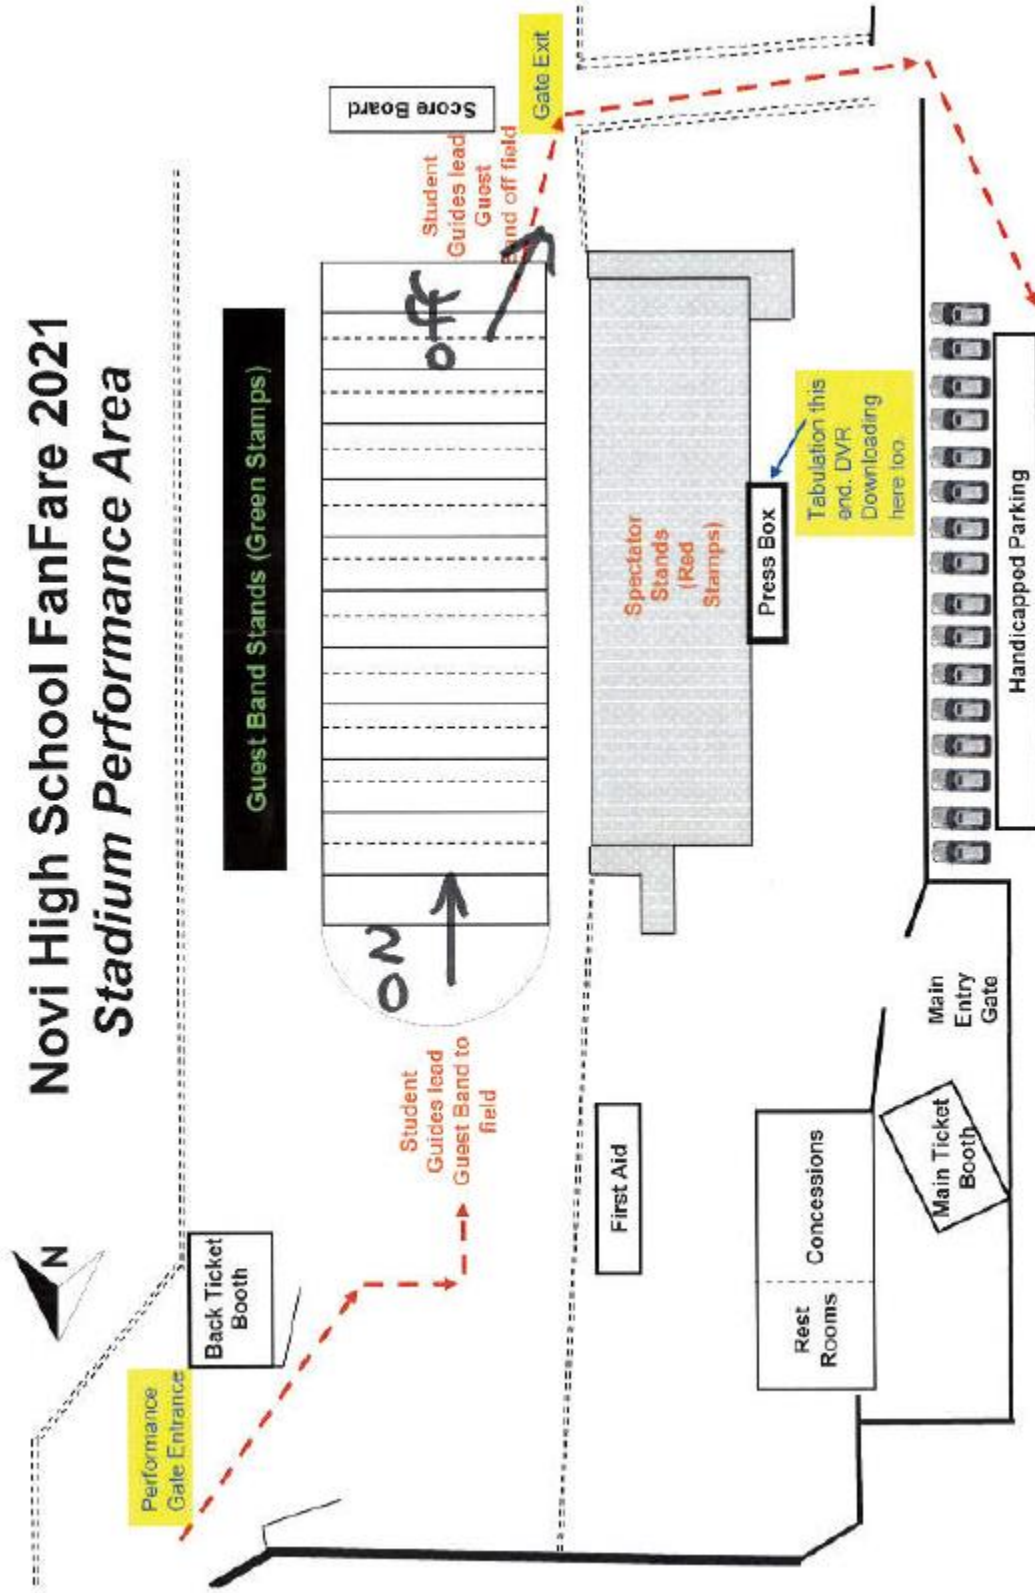 Novi High School FanFare 2021
Stadium Performance Area
N
Performance
Gate Entrance
Back Ticket
Booth
Guest Band Stands (Green Stamps)
Score Board
Student
Guides lead
Guest Band to
field
on
off
Student
Guides lead
Guest
Band off field
Gate Exit
First Aid
Spectator
Stands
(Red
Stamps)
Press Box
Tabulation this
end. DVR
Downloading
here too.
Rest
Rooms
Concessions
Main Ticket
Booth
Main
Entry
Gate
Handicapped Parking